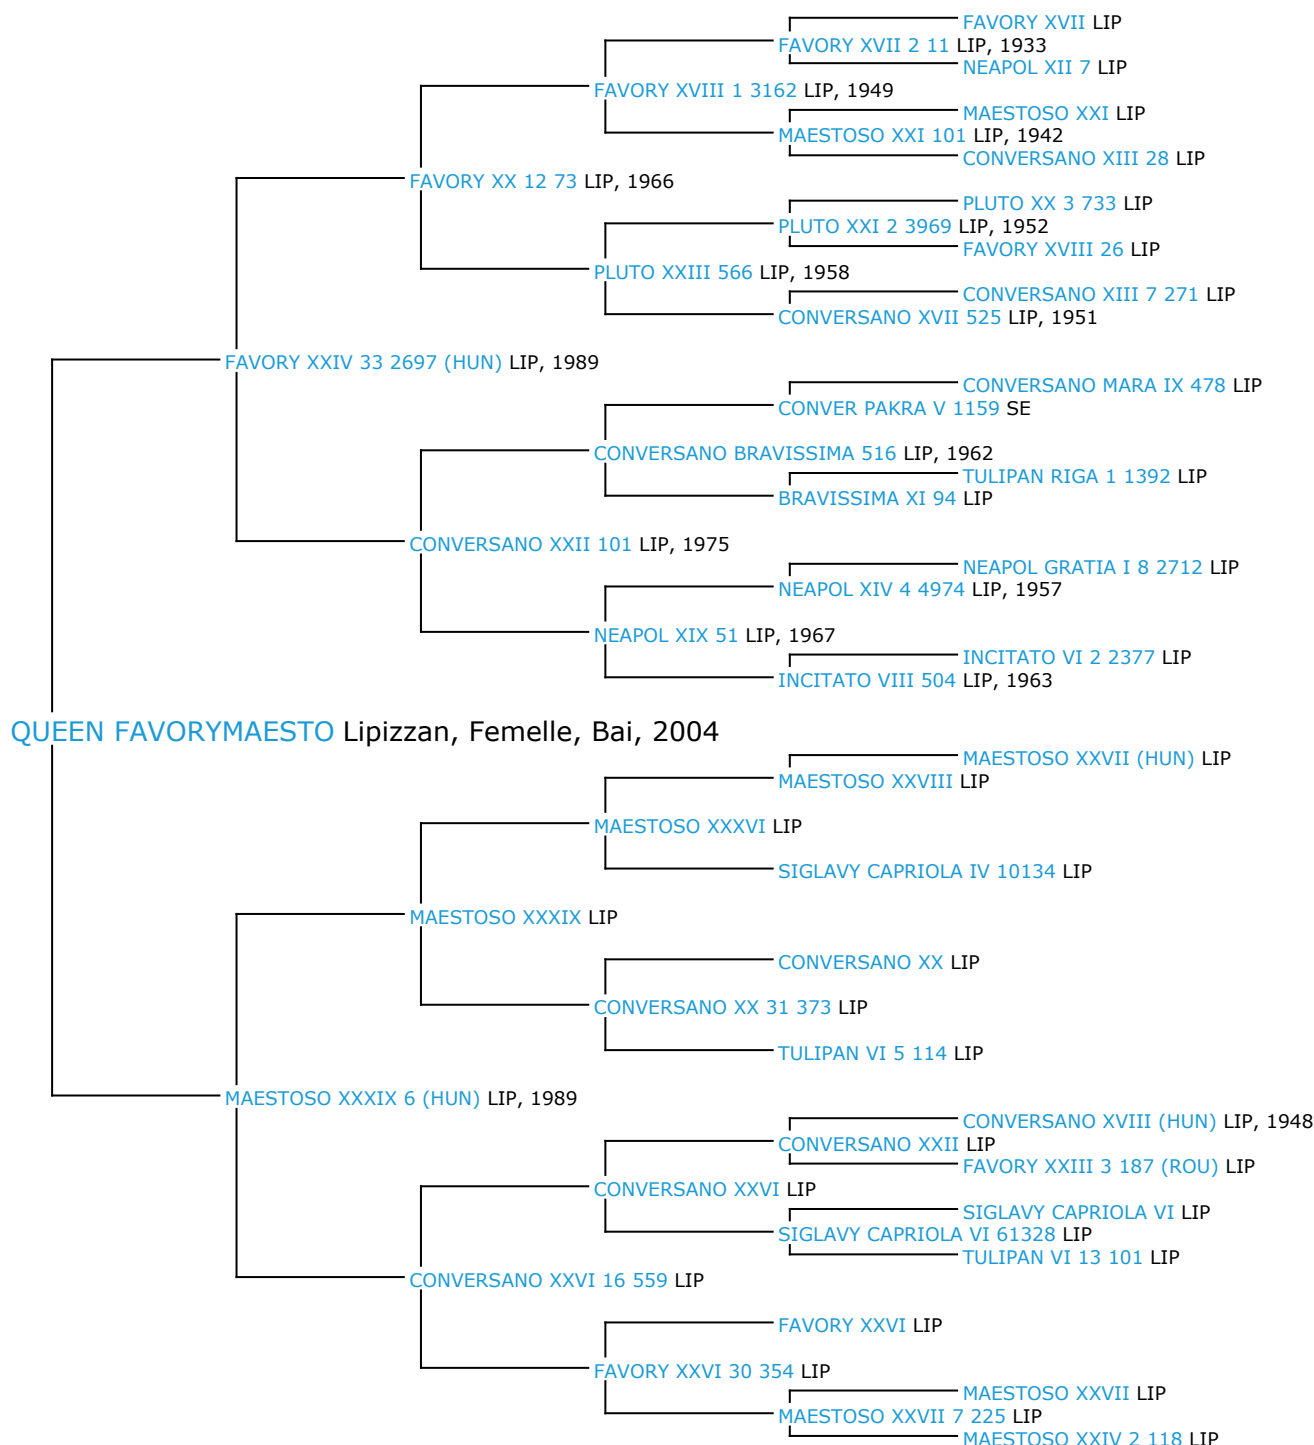 FAVORY XVII LIP
FAVORY XVII 2 11 LIP, 1933
NEAPOL XII 7 LIP
FAVORY XVIII 1 3162 LIP, 1949
MAESTOSO XXI LIP
MAESTOSO XXI 101 LIP, 1942
CONVERSANO XIII 28 LIP
FAVORY XX 12 73 LIP, 1966
PLUTO XX 3 733 LIP
PLUTO XXI 2 3969 LIP, 1952
FAVORY XVIII 26 LIP
PLUTO XXIII 566 LIP, 1958
CONVERSANO XIII 7 271 LIP
CONVERSANO XVII 525 LIP, 1951
FAVORY XXIV 33 2697 (HUN) LIP, 1989
CONVERSANO MARA IX 478 LIP
CONVER PAKRA V 1159 SE
CONVERSANO BRAVISSIMA 516 LIP, 1962
TULIPAN RIGA 1 1392 LIP
BRAVISSIMA XI 94 LIP
CONVERSANO XXII 101 LIP, 1975
NEAPOL GRATIA I 8 2712 LIP
NEAPOL XIV 4 4974 LIP, 1957
NEAPOL XIX 51 LIP, 1967
INCITATO VI 2 2377 LIP
INCITATO VIII 504 LIP, 1963
QUEEN FAVORYMAESTO Lipizzan, Femelle, Bai, 2004
MAESTOSO XXVII (HUN) LIP
MAESTOSO XXVIII LIP
MAESTOSO XXXVI LIP
SIGLAVY CAPRIOLA IV 10134 LIP
MAESTOSO XXXIX LIP
CONVERSANO XX LIP
CONVERSANO XX 31 373 LIP
TULIPAN VI 5 114 LIP
MAESTOSO XXXIX 6 (HUN) LIP, 1989
CONVERSANO XVIII (HUN) LIP, 1948
CONVERSANO XXII LIP
FAVORY XXIII 3 187 (ROU) LIP
CONVERSANO XXVI LIP
SIGLAVY CAPRIOLA VI LIP
SIGLAVY CAPRIOLA VI 61328 LIP
TULIPAN VI 13 101 LIP
CONVERSANO XXVI 16 559 LIP
FAVORY XXVI LIP
FAVORY XXVI 30 354 LIP
MAESTOSO XXVII LIP
MAESTOSO XXVII 7 225 LIP
MAESTOSO XXIV 2 118 LIP